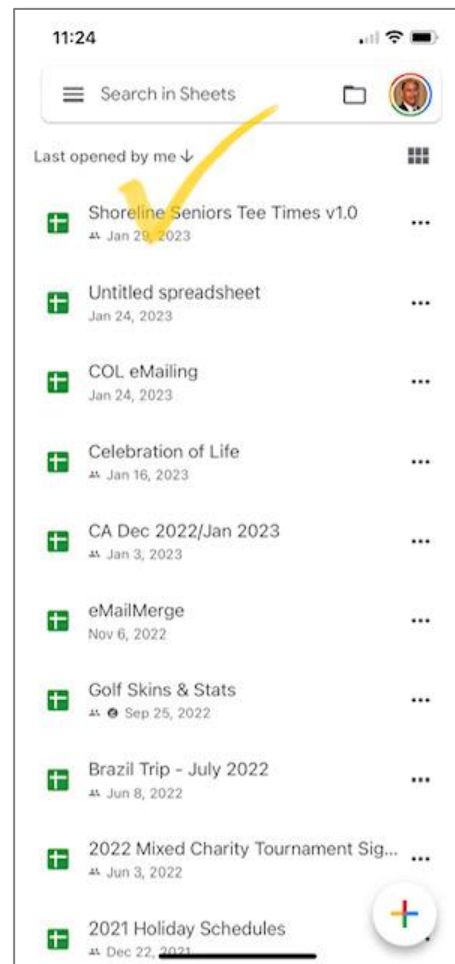 11:24
Search in Sheets
Last opened by me ↓
Shoreline Seniors Tee Times v1.0
Jan 29, 2023
Untitled spreadsheet
Jan 24, 2023
COL eMailing
Jan 24, 2023
Celebration of Life
Jan 16, 2023
CA Dec 2022/Jan 2023
Jan 3, 2023
eMailMerge
Nov 6, 2022
Golf Skins & Stats
Sep 25, 2022
Brazil Trip - July 2022
Jun 8, 2022
2022 Mixed Charity Tournament Sig...
Jun 3, 2022
2021 Holiday Schedules
Dec 22, 2021